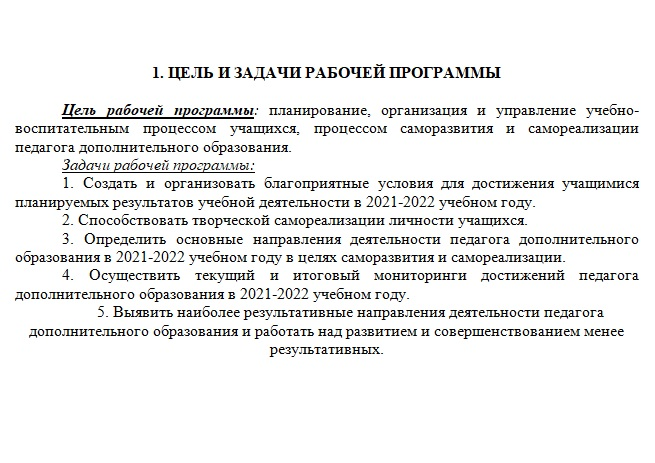 1. ЦЕЛЬ И ЗАДАЧИ РАБОЧЕЙ ПРОГРАММЫ
Цель рабочей программы: планирование, организация и управление учебно-
воспитательным процессом учащихся, процессом саморазвития и самореализации
педагога дополнительного образования.
Задачи рабочей программы:
1. Создать и организовать благоприятные условия для достижения учащимися
планируемых результатов учебной деятельности в 2021-2022 учебном году.
2. Способствовать творческой самореализации личности учащихся.
3. Определить основные направления деятельности педагога дополнительного
образования в 2021-2022 учебном году в целях саморазвития и самореализации.
4. Осуществить текущий и итоговый мониторинги достижений педагога
дополнительного образования в 2021-2022 учебном году.
5. Выявить наиболее результативные направления деятельности педагога
дополнительного образования и работать над развитием и совершенствованием менее
результативных.